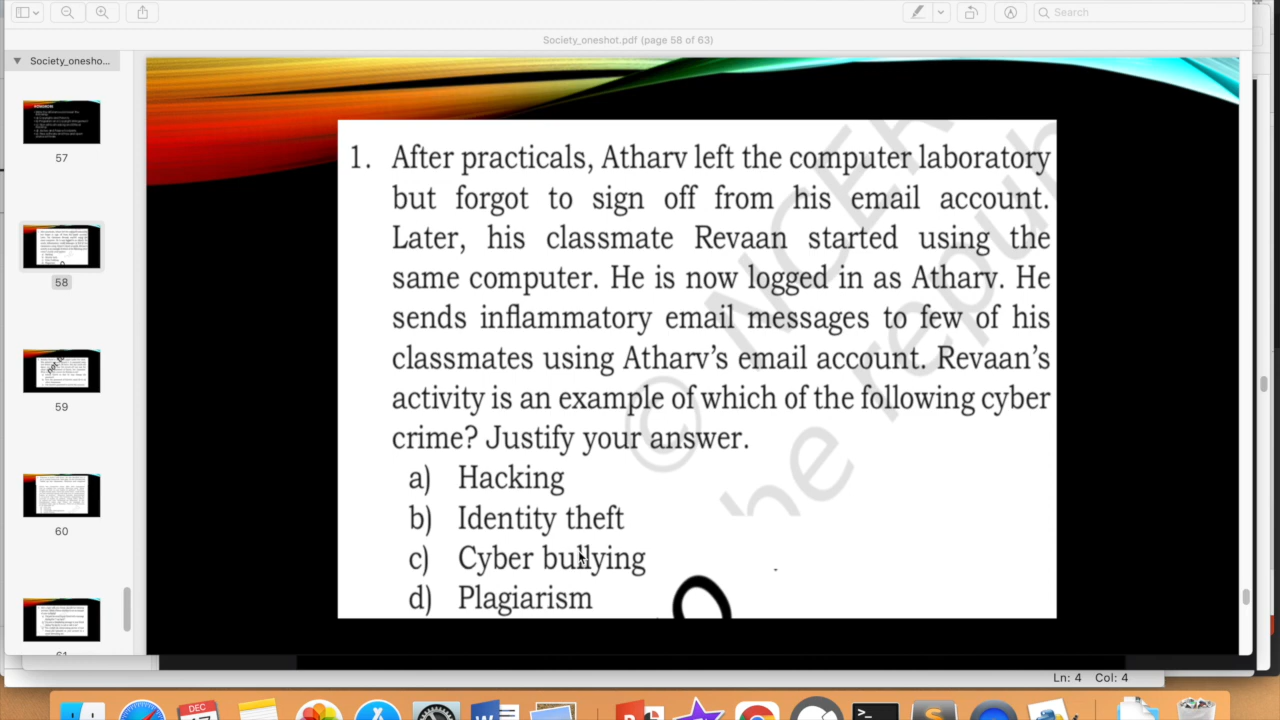 Search
Society_oneshot.pdf (page 58 of 63)
Society_onesho...
57
58
59
60
1. After practicals, Atharv left the computer laboratory
but forgot to sign off from his email account.
Later, his classmate Revaan started using the
same computer. He is now logged in as Atharv. He
sends inflammatory email messages to few of his
classmates using Atharv's email account. Revaan's
activity is an example of which of the following cyber
crime? Justify your answer.
a) Hacking
b) Identity theft
c) Cyber bullying
d) Plagiarism
© NCER
he repub
Ln: 4 Col: 4
DEC